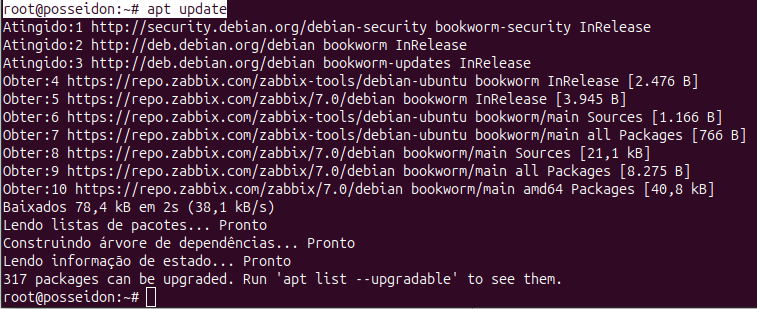 root@posseidon:~# apt update
Atingido:1 http://security.debian.org/debian-security bookworm-security InRelease
Atingido:2 http://deb.debian.org/debian bookworm InRelease
Atingido:3 http://deb.debian.org/debian bookworm-updates InRelease
Obter:4 https://repo.zabbix.com/zabbix-tools/debian-ubuntu bookworm InRelease [2.476 B]
Obter:5 https://repo.zabbix.com/zabbix/7.0/debian bookworm InRelease [3.945 B]
Obter:6 https://repo.zabbix.com/zabbix-tools/debian-ubuntu bookworm/main Sources [1.166 B]
Obter:7 https://repo.zabbix.com/zabbix-tools/debian-ubuntu bookworm/main all Packages [766 B]
Obter:8 https://repo.zabbix.com/zabbix/7.0/debian bookworm/main Sources [21,1 kB]
Obter:9 https://repo.zabbix.com/zabbix/7.0/debian bookworm/main all Packages [8.275 B]
Obter:10 https://repo.zabbix.com/zabbix/7.0/debian bookworm/main amd64 Packages [40,8 kB]
Baixados 78,4 kB em 2s (38,1 kB/s)
Lendo listas de pacotes... Pronto
Construindo árvore de dependências... Pronto
Lendo informação de estado... Pronto
317 packages can be upgraded. Run 'apt list --upgradable' to see them.
root@posseidon:~#